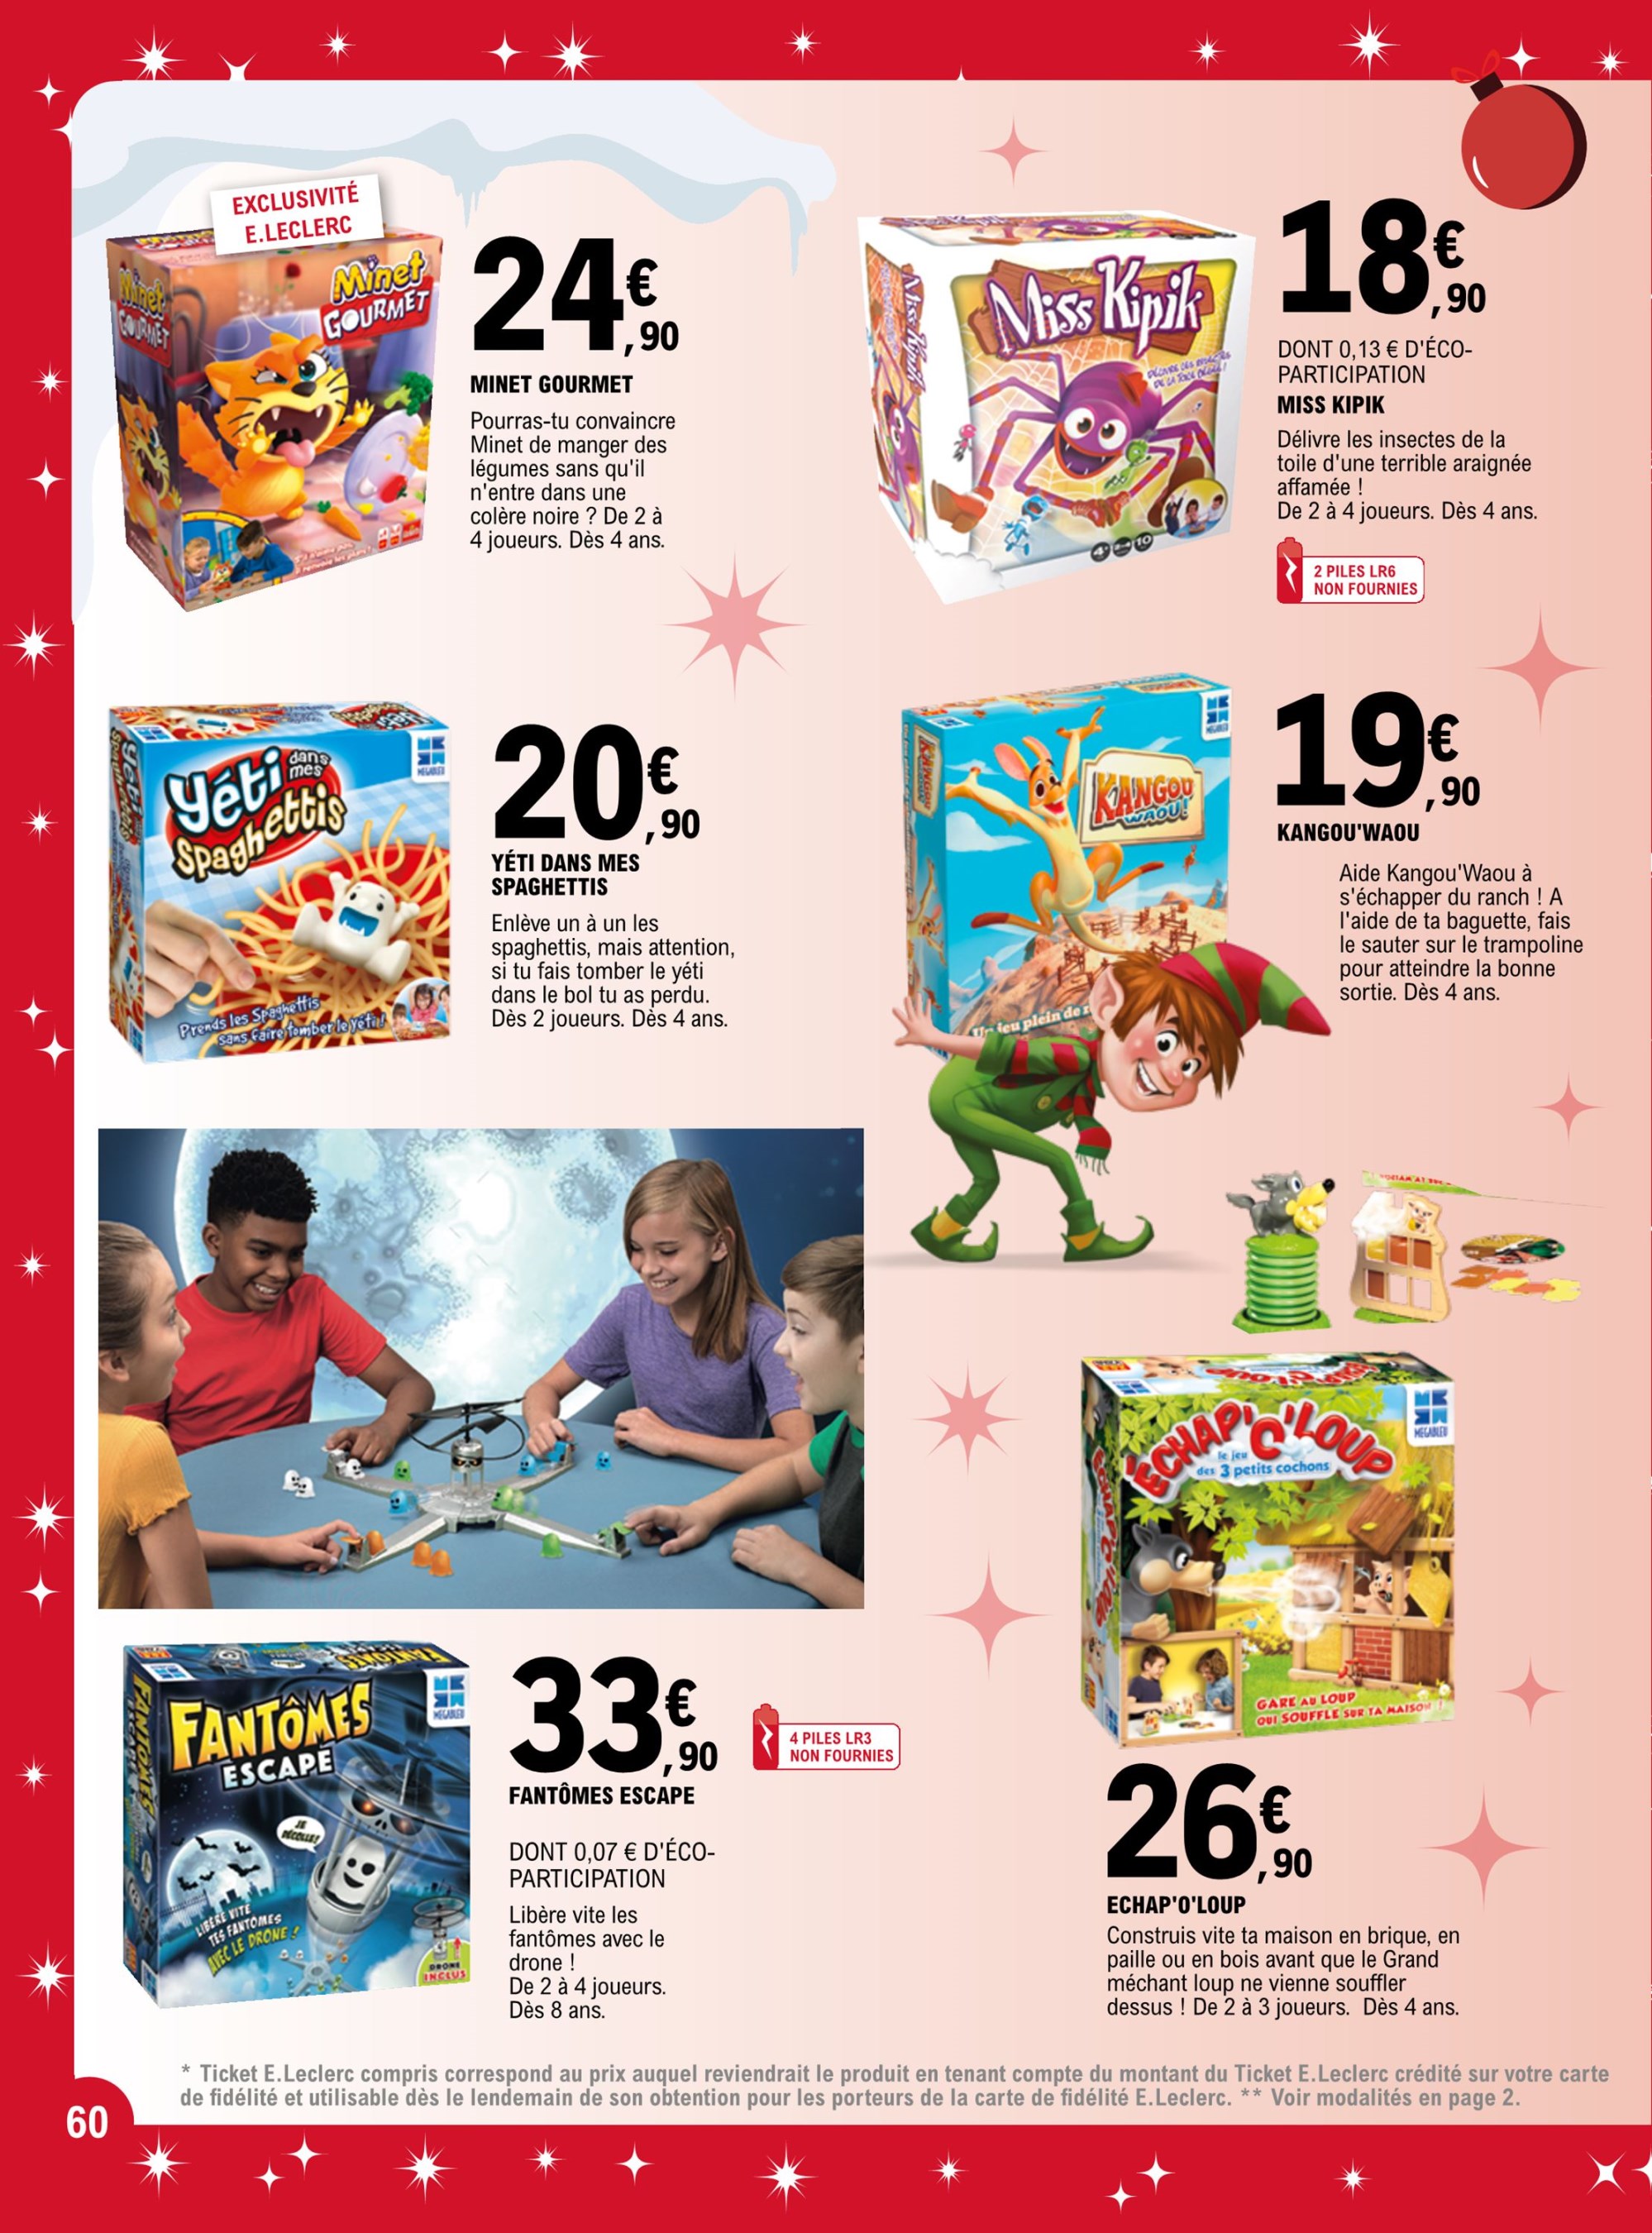 EXCLUSIVITÉ
E.LECLERC
Minet
GOURMET
24€,90
MINET GOURMET
Pourras-tu convaincre
Minet de manger des
légumes sans qu'il
n'entre dans une
colère noire ? De 2 à
4 joueurs. Dès 4 ans.
Miss Kipik
DÉLIVRE LES INSECTES
DE LA TOILE
18€,90
DONT 0,13 € D'ÉCO-
PARTICIPATION
MISS KIPIK
Délivre les insectes de la
toile d'une terrible araignée
affamée !
De 2 à 4 joueurs. Dès 4 ans.
2 PILES LR6
NON FOURNIES
Yéti dans
mes
Spaghettis
MEGABLEU
Prends les Spaghettis
sans faire tomber le yéti !
20€,90
YÉTI DANS MES
SPAGHETTIS
Enlève un à un les
spaghettis, mais attention,
si tu fais tomber le yéti
dans le bol tu as perdu.
Dès 2 joueurs. Dès 4 ans.
MEGABLEU
KANGOU
WAOU!
Un jeu plein de
19€,90
KANGOU'WAOU
Aide Kangou'Waou à
s'échapper du ranch ! A
l'aide de ta baguette, fais
le sauter sur le trampoline
pour atteindre la bonne
sortie. Dès 4 ans.
ÉCHAP'O'LOUP
le jeu
des 3 petits cochons
MEGABLEU
GARE AU LOUP
QUI SOUFFLE SUR TA MAISON !
FANTÔMES
ESCAPE
MEGABLEU
JE
DÉCOLLE!
LIBÈRE VITE
TES FANTÔMES
AVEC LE DRONE !
DRONE
INCLUS
33€,90
FANTÔMES ESCAPE
4 PILES LR3
NON FOURNIES
DONT 0,07 € D'ÉCO-
PARTICIPATION
Libère vite les
fantômes avec le
drone !
De 2 à 4 joueurs.
Dès 8 ans.
26€,90
ECHAP'O'LOUP
Construis vite ta maison en brique, en
paille ou en bois avant que le Grand
méchant loup ne vienne souffler
dessus ! De 2 à 3 joueurs. Dès 4 ans.
* Ticket E.Leclerc compris correspond au prix auquel reviendrait le produit en tenant compte du montant du Ticket E.Leclerc crédité sur votre carte
de fidélité et utilisable dès le lendemain de son obtention pour les porteurs de la carte de fidélité E.Leclerc. ** Voir modalités en page 2.
60